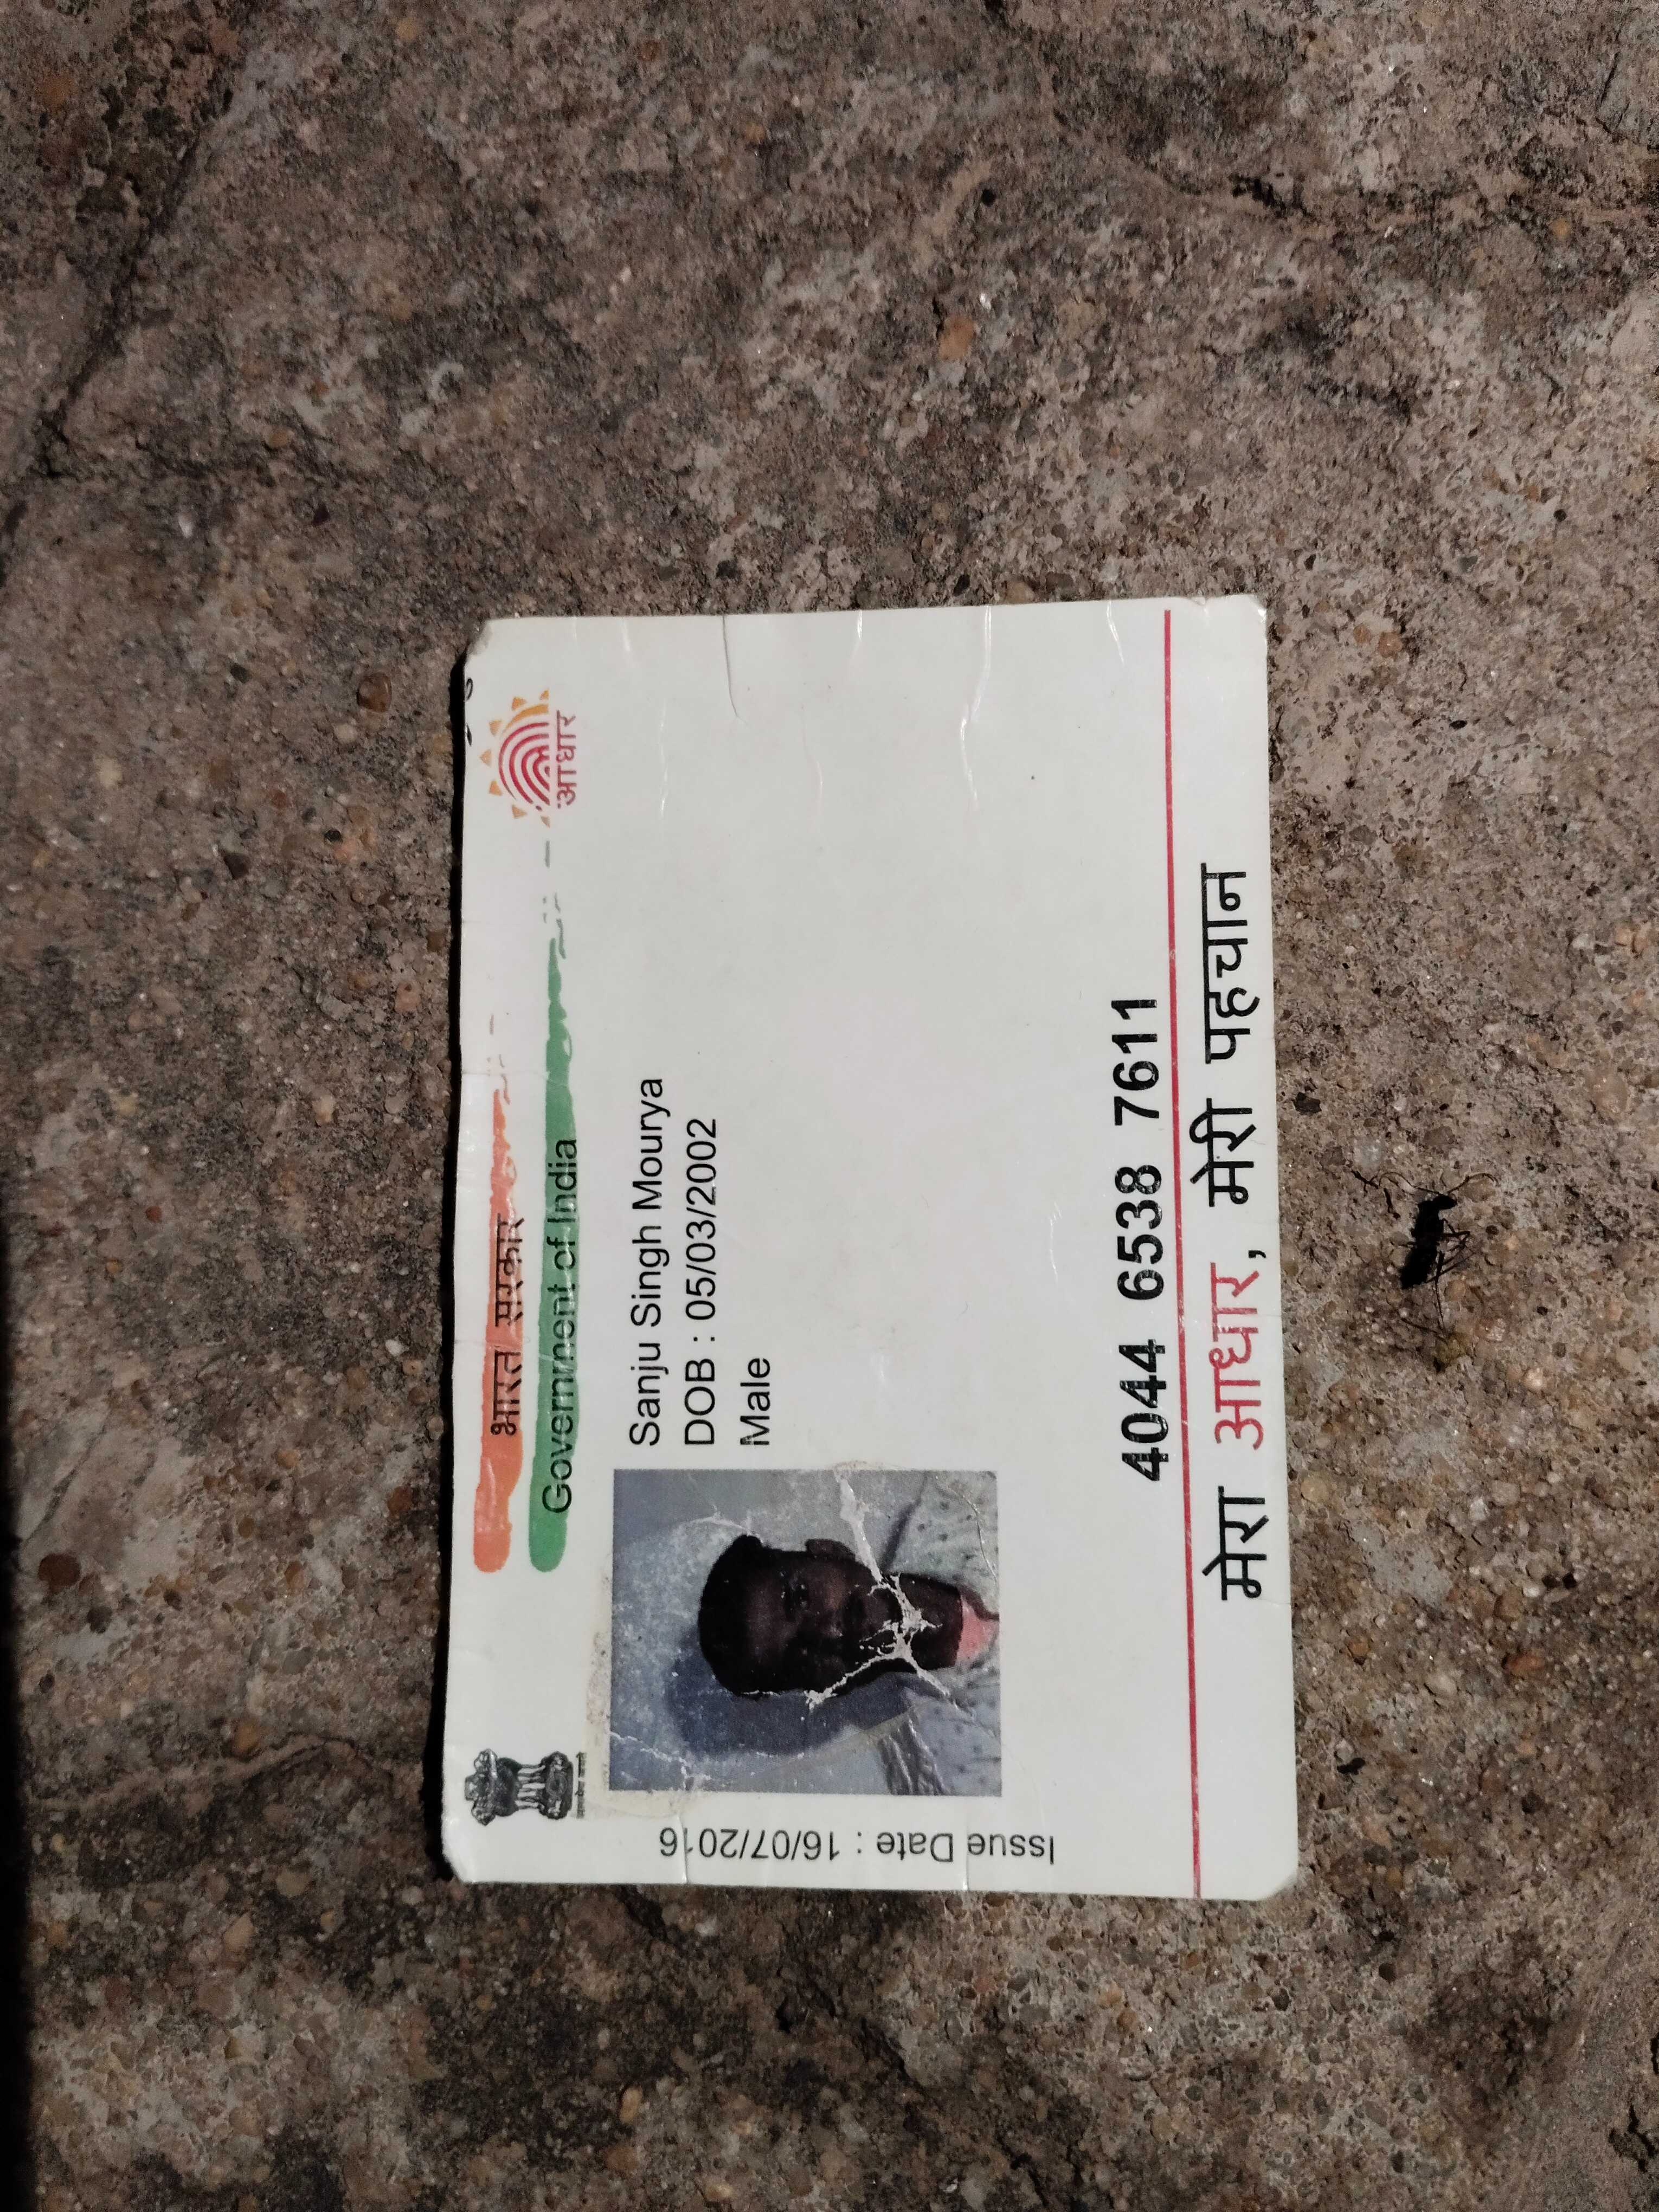 भारत सरकार
Government of India
आधार
Sanju Singh Mourya
DOB : 05/03/2002
Male
Issue Date : 16/07/2016
4044 6538 7611
मेरा आधार, मेरी पहचान